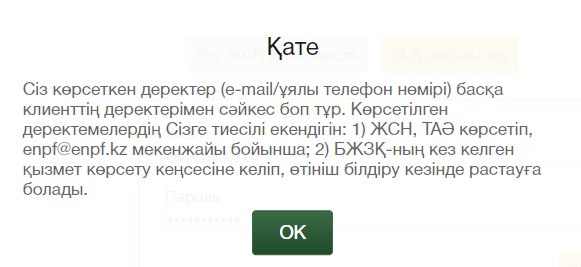 Қате
Сіз көрсеткен деректер (e-mail/ұялы телефон нөмірі) басқа
клиенттің деректерімен сәйкес боп тұр. Көрсетілген
деректемелердің Сізге тиесілі екендігін: 1) ЖСН, ТАӘ көрсетіп,
enpf@enpf.kz мекенжайы бойынша; 2) БЖЗҚ-ның кез келген
қызмет көрсету кеңсесіне келіп, өтініш білдіру кезінде растауға
болады.
Пароль
OK